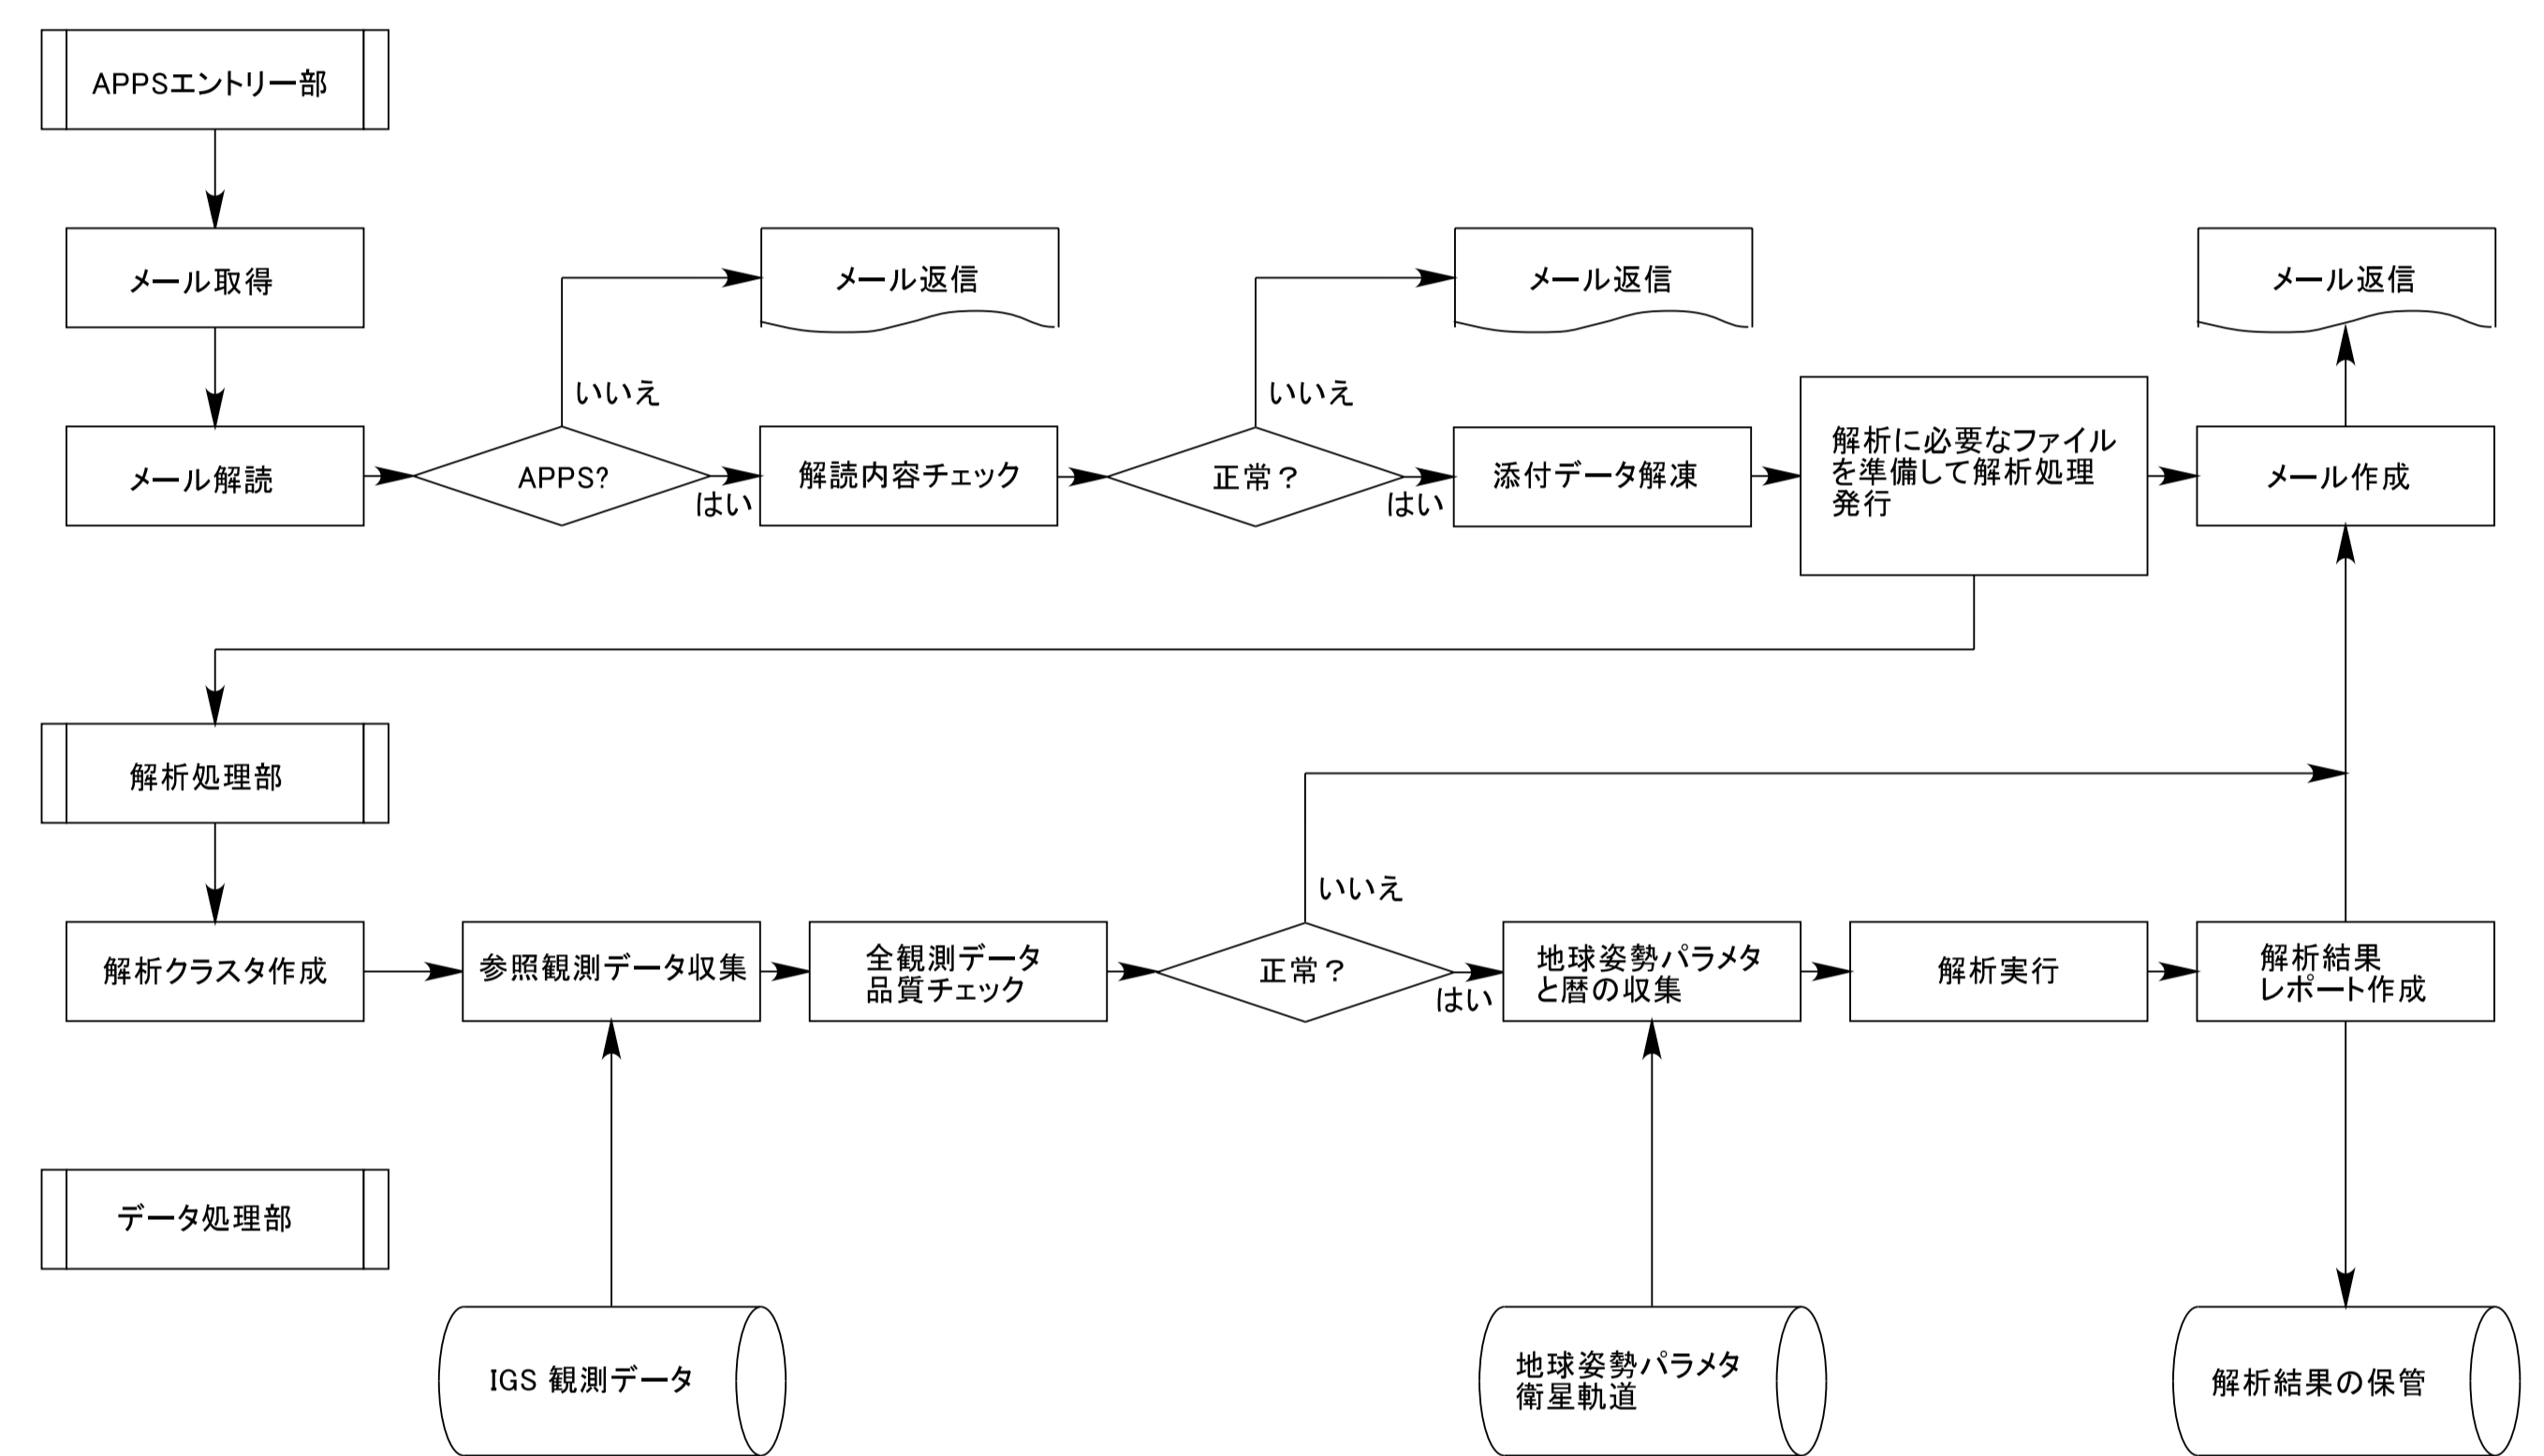 APPSエントリー部
メール取得
メール返信
メール返信
メール返信
いいえ
いいえ
メール解読
APPS?
はい
解読内容チェック
正常？
はい
添付データ解凍
解析に必要なファイル
を準備して解析処理
発行
メール作成
解析処理部
いいえ
解析クラスタ作成
参照観測データ収集
全観測データ
品質チェック
正常？
はい
地球姿勢パラメタ
と暦の収集
解析実行
解析結果
レポート作成
データ処理部
IGS 観測データ
地球姿勢パラメタ
衛星軌道
解析結果の保管